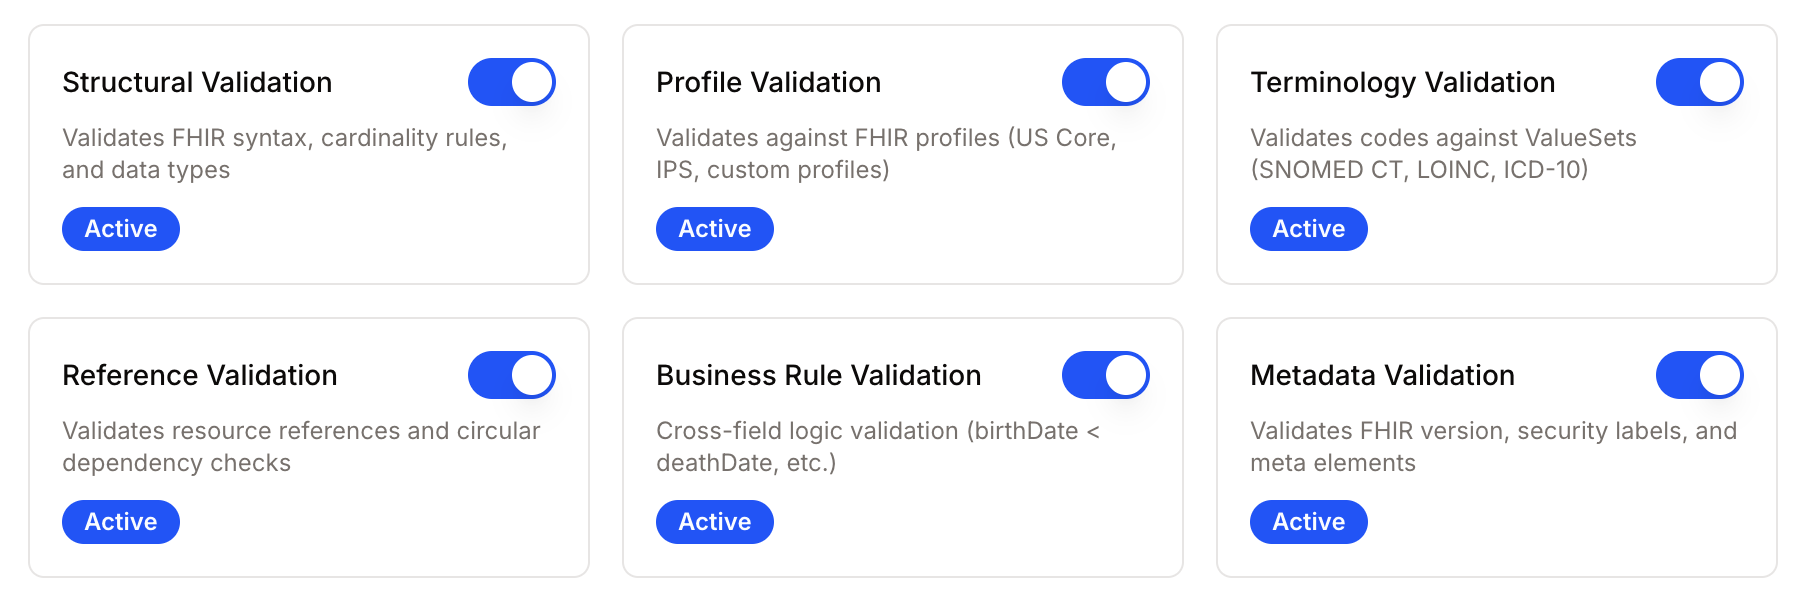 Structural Validation
Validates FHIR syntax, cardinality rules,
and data types
Active
Profile Validation
Validates against FHIR profiles (US Core,
IPS, custom profiles)
Active
Terminology Validation
Validates codes against ValueSets
(SNOMED CT, LOINC, ICD-10)
Active
Reference Validation
Validates resource references and circular
dependency checks
Active
Business Rule Validation
Cross-field logic validation (birthDate <
deathDate, etc.)
Active
Metadata Validation
Validates FHIR version, security labels, and
meta elements
Active